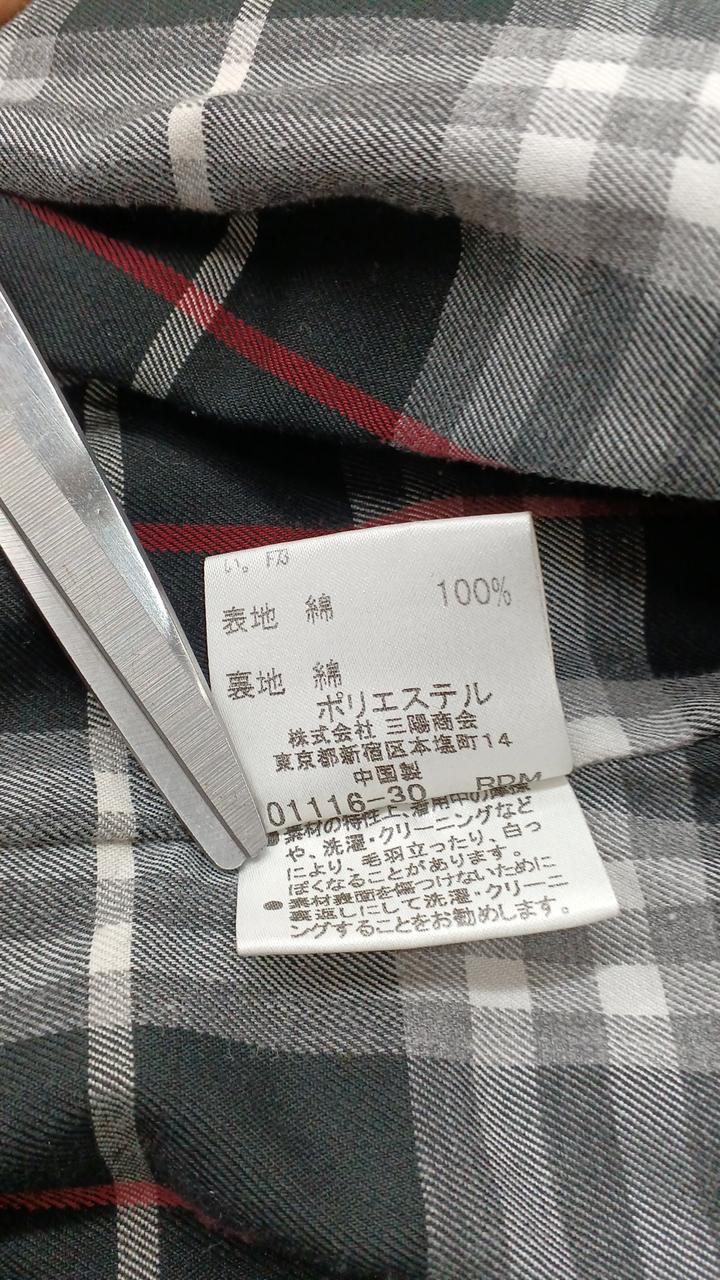 い。
表地 綿 100%
裏地 綿
ポリエステル
株式会社 三陽商会
東京都新宿区本塩町14
中国製
01116-30
●素材の特性上、着用中の摩擦
や、洗濯・クリーニングなど
により、毛羽立ったり、白っ
ぽくなることがあります。
●素材表面を傷つけないために
裏返しにして洗濯・クリーニ
ングすることをお勧めします。